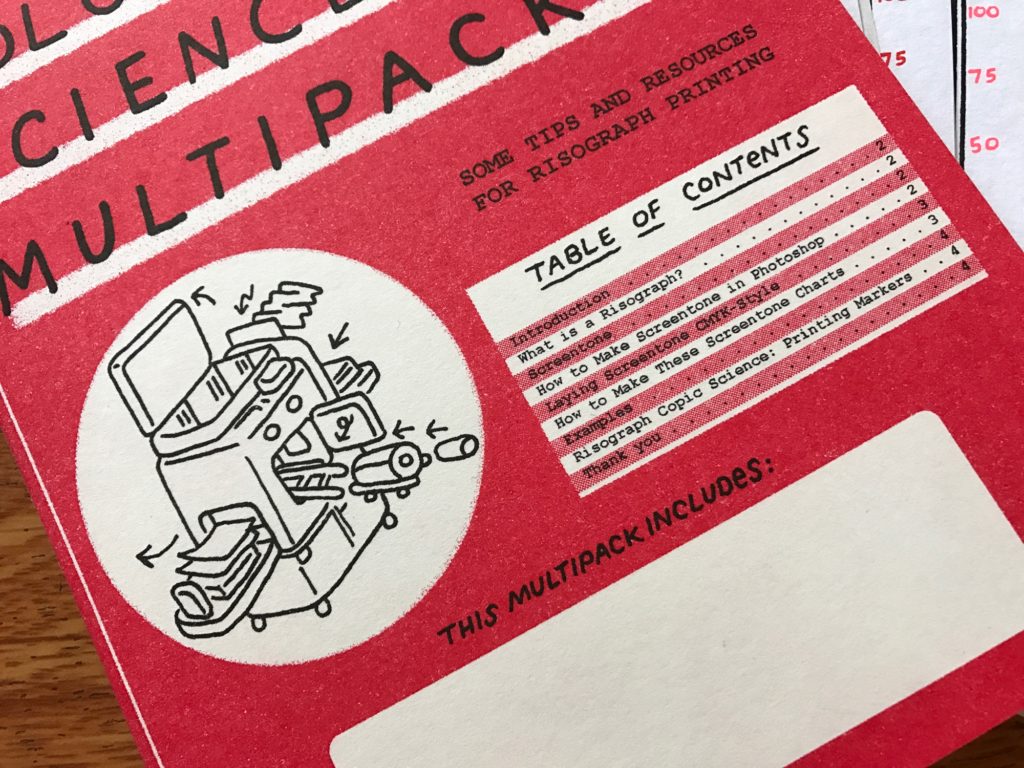 CIENCE
MULTIPACK
SOME TIPS AND RESOURCES
FOR RISOGRAPH PRINTING
TABLE OF CONTENTS
Introduction . . . . . . . . . . . . . . . 2
What is a Risograph? . . . . . . . . . . . 2
Screentone . . . . . . . . . . . . . . . . 2
How to Make Screentone in Photoshop . . . . 2
Laying Screentone CMYK-Style . . . . . . . 3
How to Make These Screentone Charts . . . . 3
Examples . . . . . . . . . . . . . . . . . 4
Risograph Copic Science: Printing Markers . . 4
Thank you . . . . . . . . . . . . . . . . 4
THIS MULTIPACK INCLUDES:
100
75
75
50